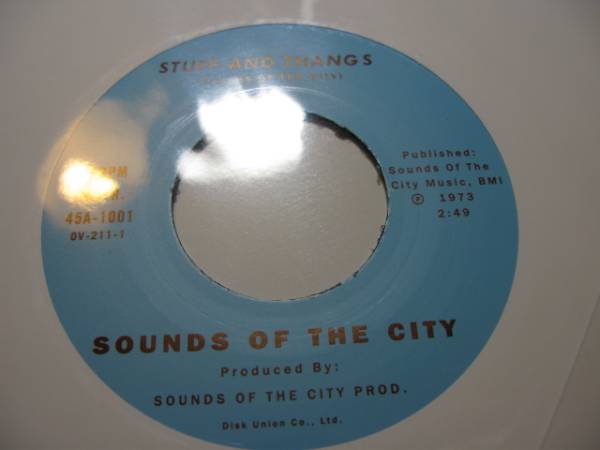 STUFF AND THANGS
Published:
Sounds Of The
City Music, BMI
℗ 1973
2:49
45A-1001
OV-211-1
SOUNDS OF THE CITY
Produced By:
SOUNDS OF THE CITY PROD.
Disk Union Co., Ltd.